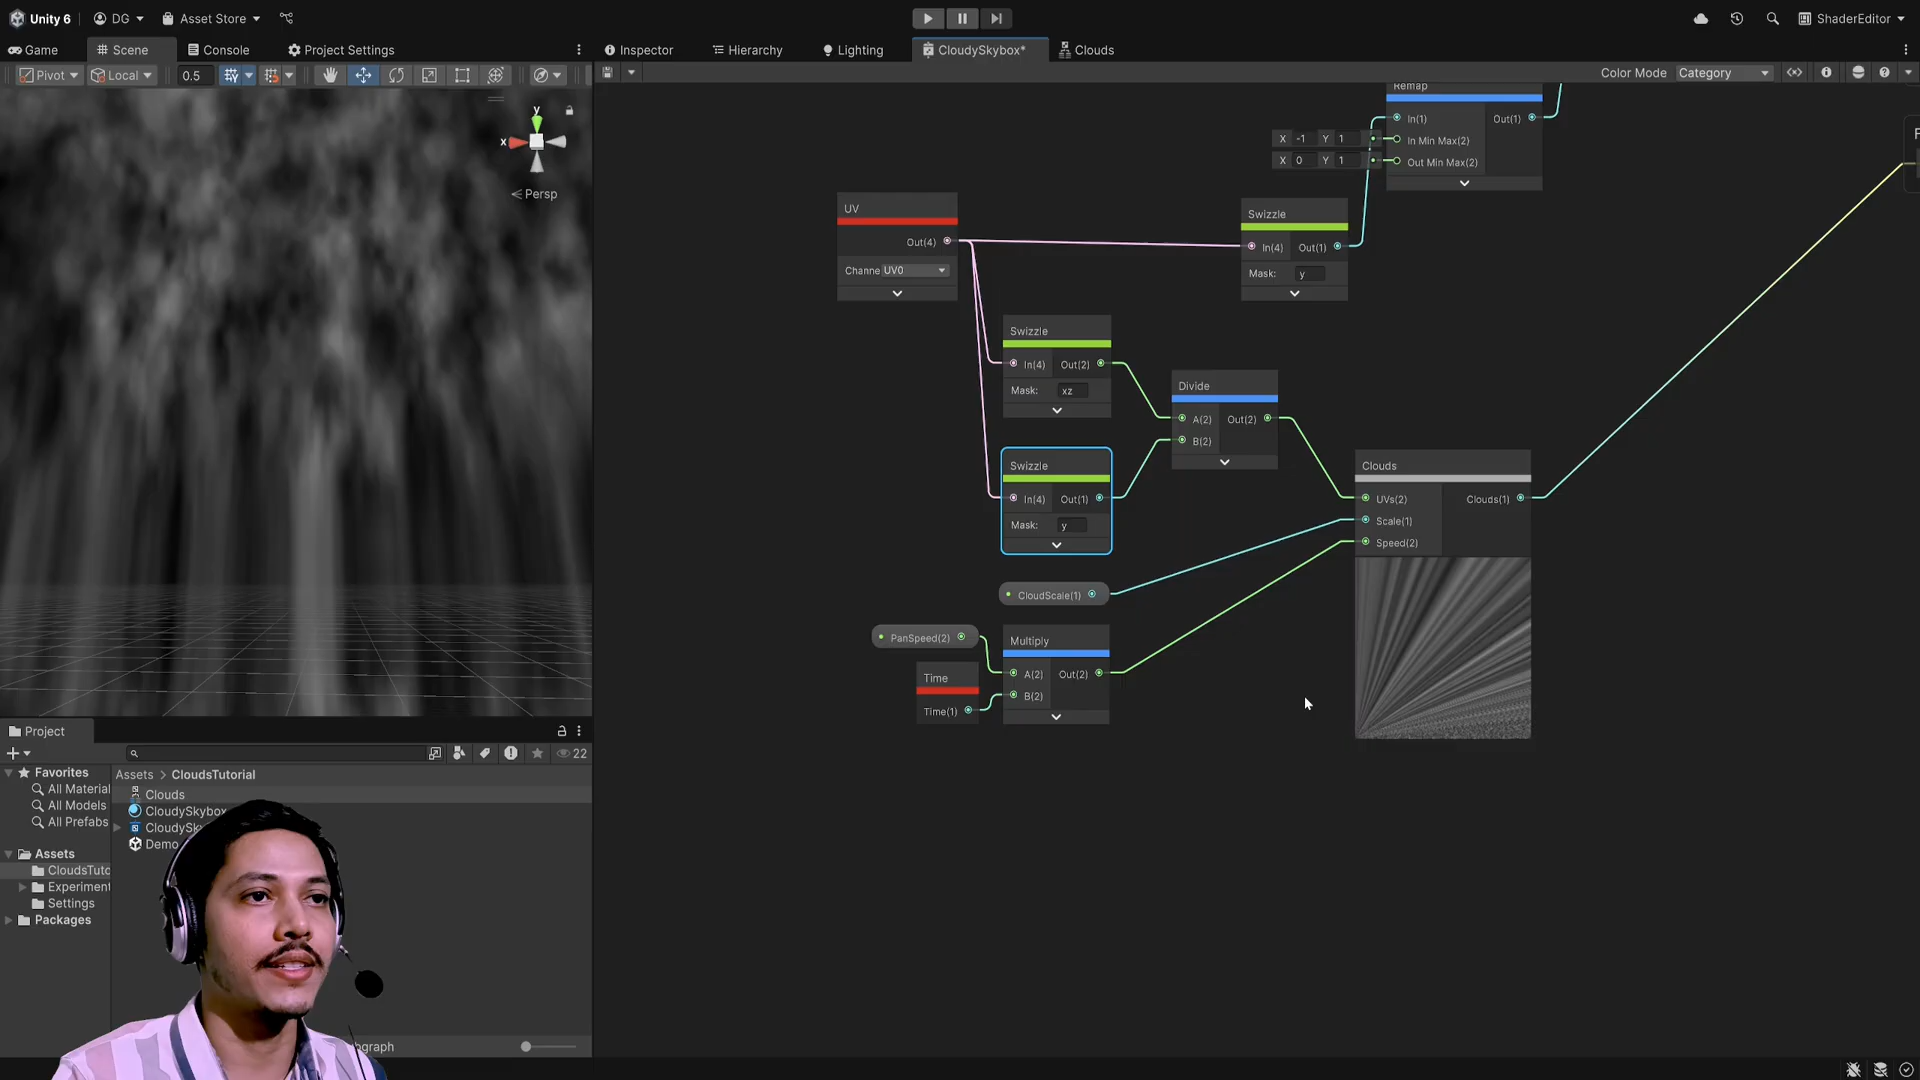 Unity 6
DG
Asset Store
ShaderEditor
Game
Scene
Console
Project Settings
Inspector
Hierarchy
Lighting
CloudySkybox*
Clouds
Pivot
Local
0.5
Color Mode
Category
y
x
Persp
Remap
In(1)
Out(1)
X -1 Y 1
In Min Max(2)
X 0 Y 1
Out Min Max(2)
UV
Out(4)
Channe
UV0
Swizzle
In(4)
Out(1)
Mask:
y
Swizzle
In(4)
Out(2)
Mask:
xz
Divide
A(2)
Out(2)
B(2)
Swizzle
In(4)
Out(1)
Mask:
y
Clouds
UVs(2)
Clouds(1)
Scale(1)
Speed(2)
CloudScale(1)
PanSpeed(2)
Multiply
A(2)
Out(2)
B(2)
Time
Time(1)
Project
22
Favorites
All Material
All Models
All Prefabs
Assets
CloudsTuto
Experiment
Settings
Packages
Assets > CloudsTutorial
Clouds
CloudySkybox
CloudySk
Demo
ograph